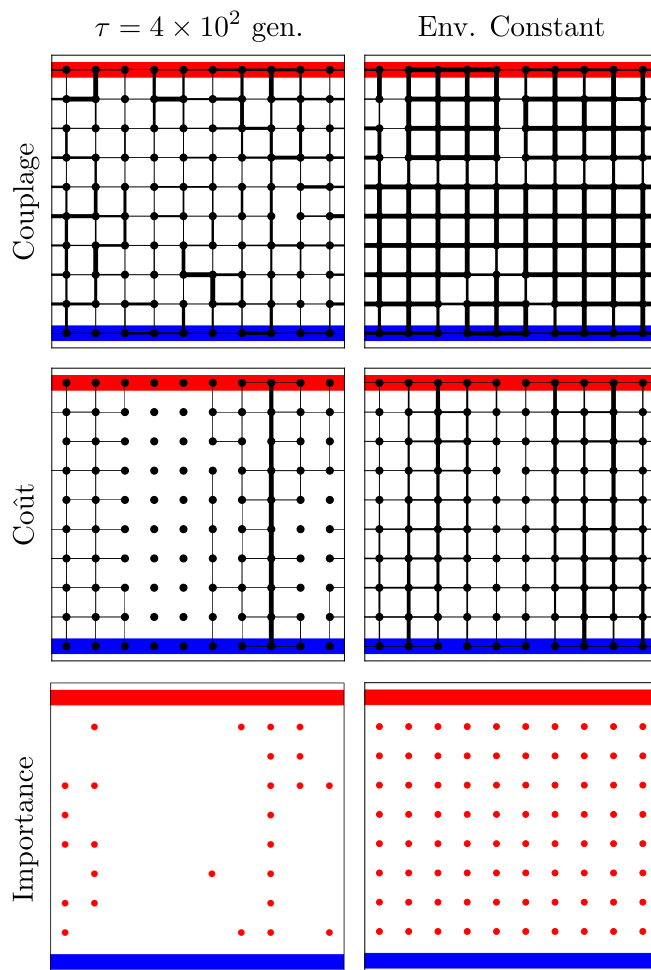 τ = 4 × 10² gen.
Env. Constant
Couplage
Coût
Importance